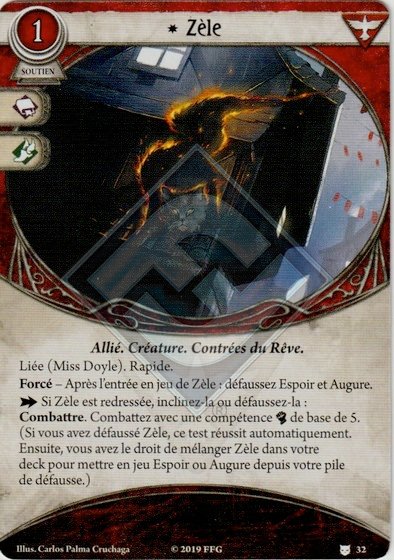 1
SOUTIEN
Zèle
Allié. Créature. Contrées du Rêve.
Liée (Miss Doyle). Rapide.
Forcé – Après l'entrée en jeu de Zèle : défaussez Espoir et Augure.
Si Zèle est redressée, inclinez-la ou défaussez-la :
Combattre. Combattez avec une compétence de base de 5.
(Si vous avez défaussé Zèle, ce test réussit automatiquement.
Ensuite, vous avez le droit de mélanger Zèle dans votre
deck pour mettre en jeu Espoir ou Augure depuis votre pile
de défausse.)
Illus. Carlos Palma Cruchaga © 2019 FFG 32